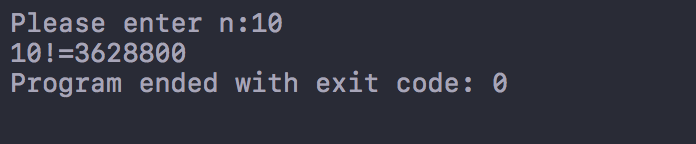 Please enter n:10
10!=3628800
Program ended with exit code: 0